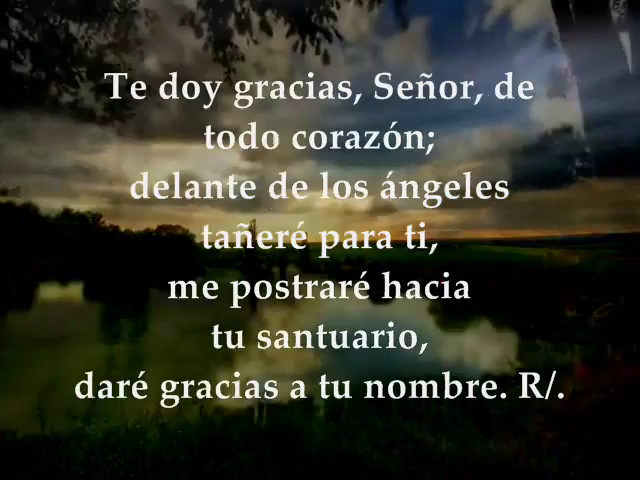 Te doy gracias, Señor, de
todo corazón;
delante de los ángeles
tañeré para ti,
me postraré hacia
tu santuario,
daré gracias a tu nombre. R/.